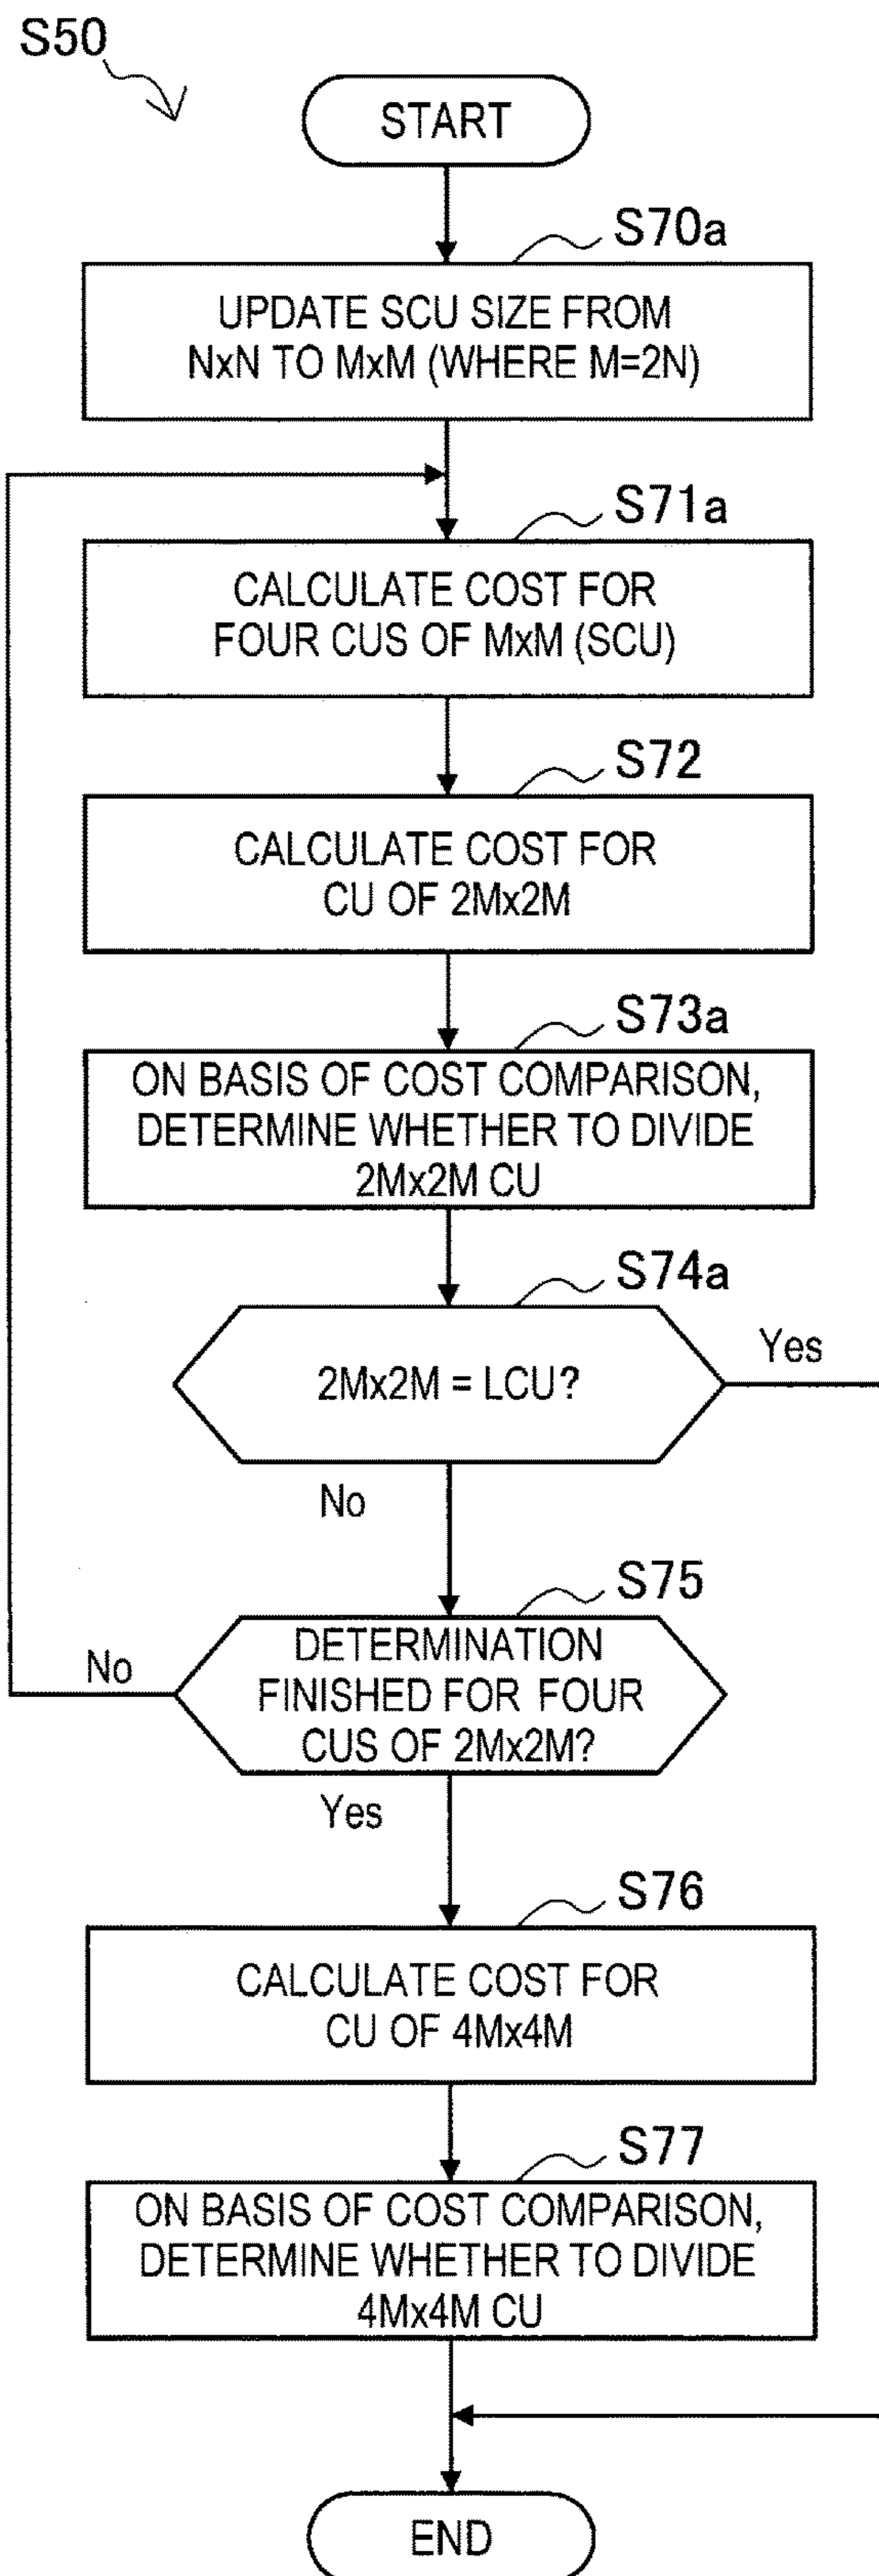 S50
START
S70a
UPDATE SCU SIZE FROM
NxN TO MxM (WHERE M=2N)
S71a
CALCULATE COST FOR
FOUR CUS OF MxM (SCU)
S72
CALCULATE COST FOR
CU OF 2Mx2M
S73a
ON BASIS OF COST COMPARISON,
DETERMINE WHETHER TO DIVIDE
2Mx2M CU
S74a
2Mx2M = LCU?
Yes
No
S75
DETERMINATION
FINISHED FOR FOUR
CUS OF 2Mx2M?
No
Yes
S76
CALCULATE COST FOR
CU OF 4Mx4M
S77
ON BASIS OF COST COMPARISON,
DETERMINE WHETHER TO DIVIDE
4Mx4M CU
END